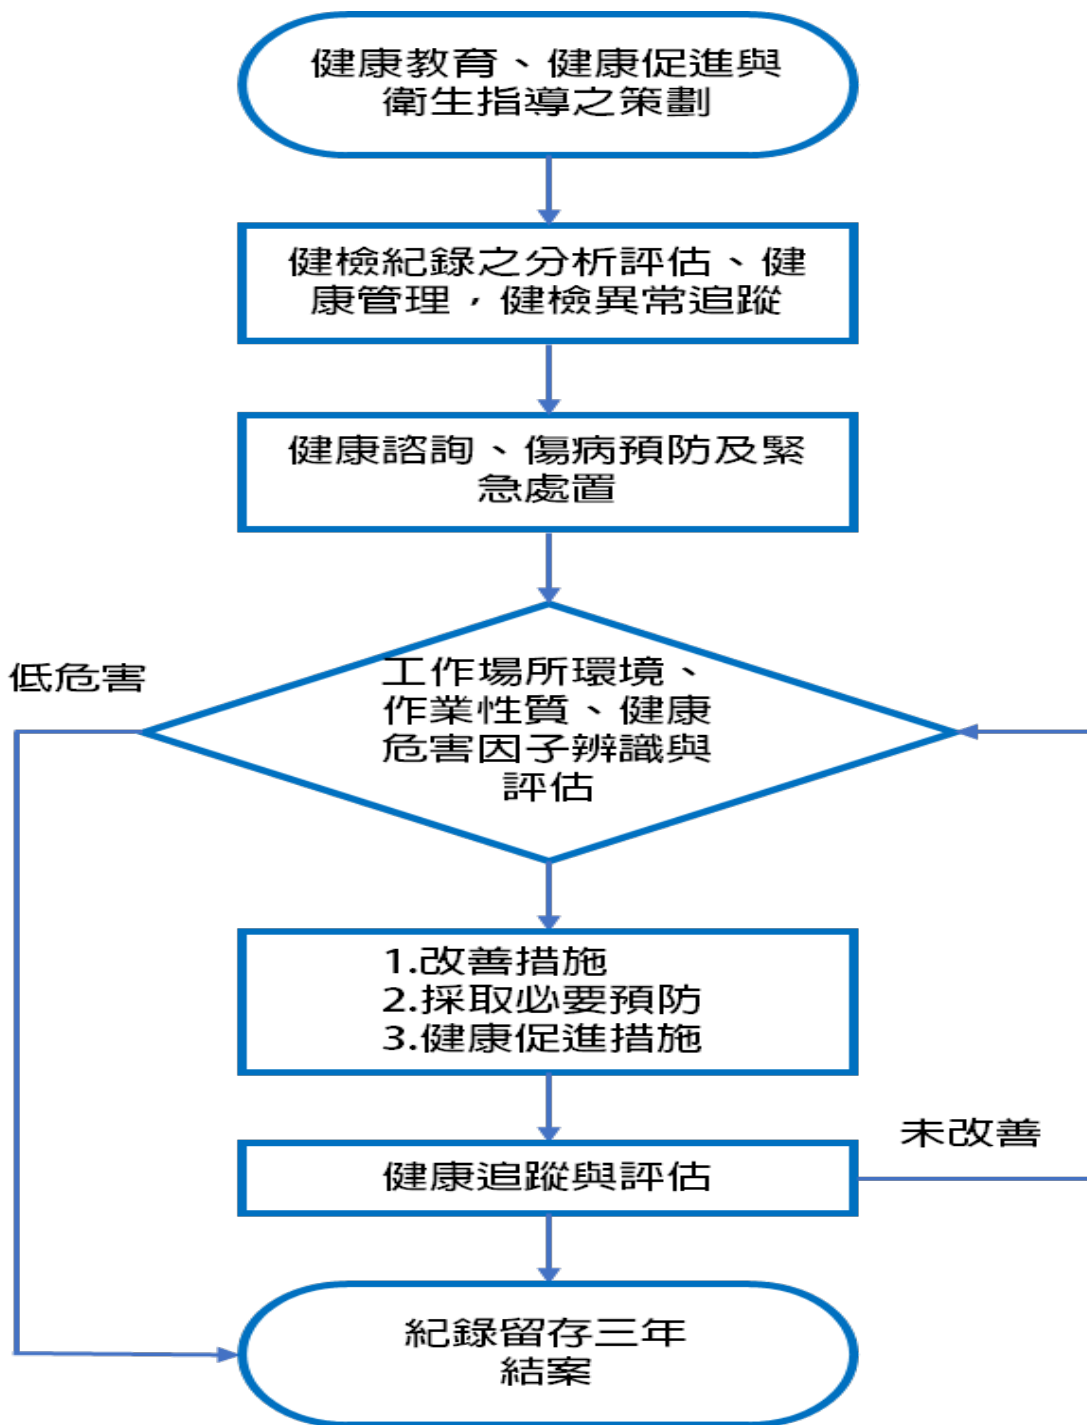 健康教育、健康促進與
衛生指導之策劃
健檢紀錄之分析評估、健
康管理，健檢異常追蹤
健康諮詢、傷病預防及緊
急處置
低危害
工作場所環境、
作業性質、健康
危害因子辨識與
評估
1.改善措施
2.採取必要預防
3.健康促進措施
未改善
健康追蹤與評估
紀錄留存三年
結案